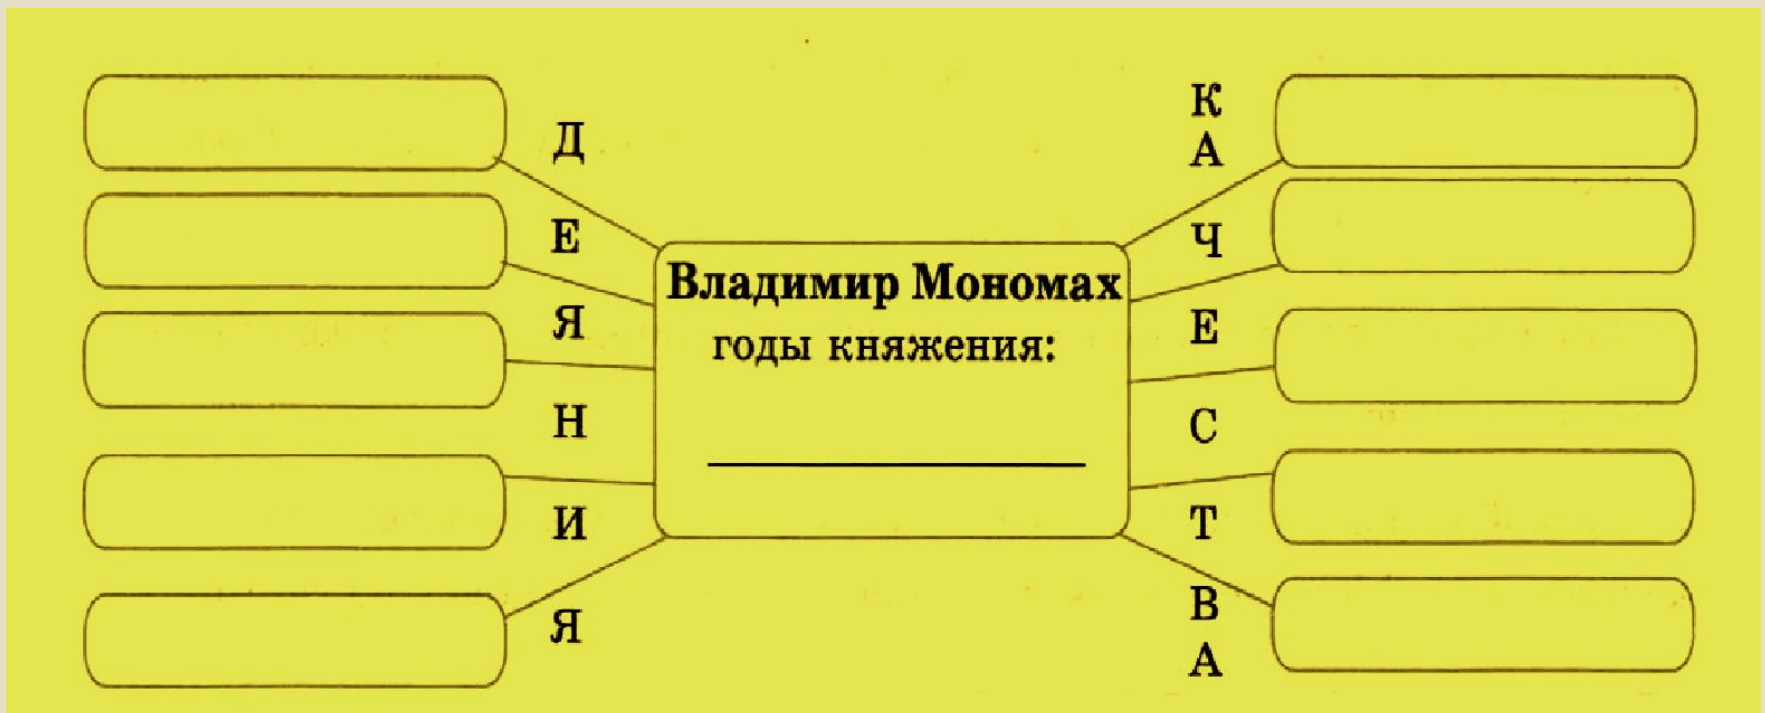 Д
Е
Я
Н
И
Я
Владимир Мономах
годы княжения:
К
А
Ч
Е
С
Т
В
А